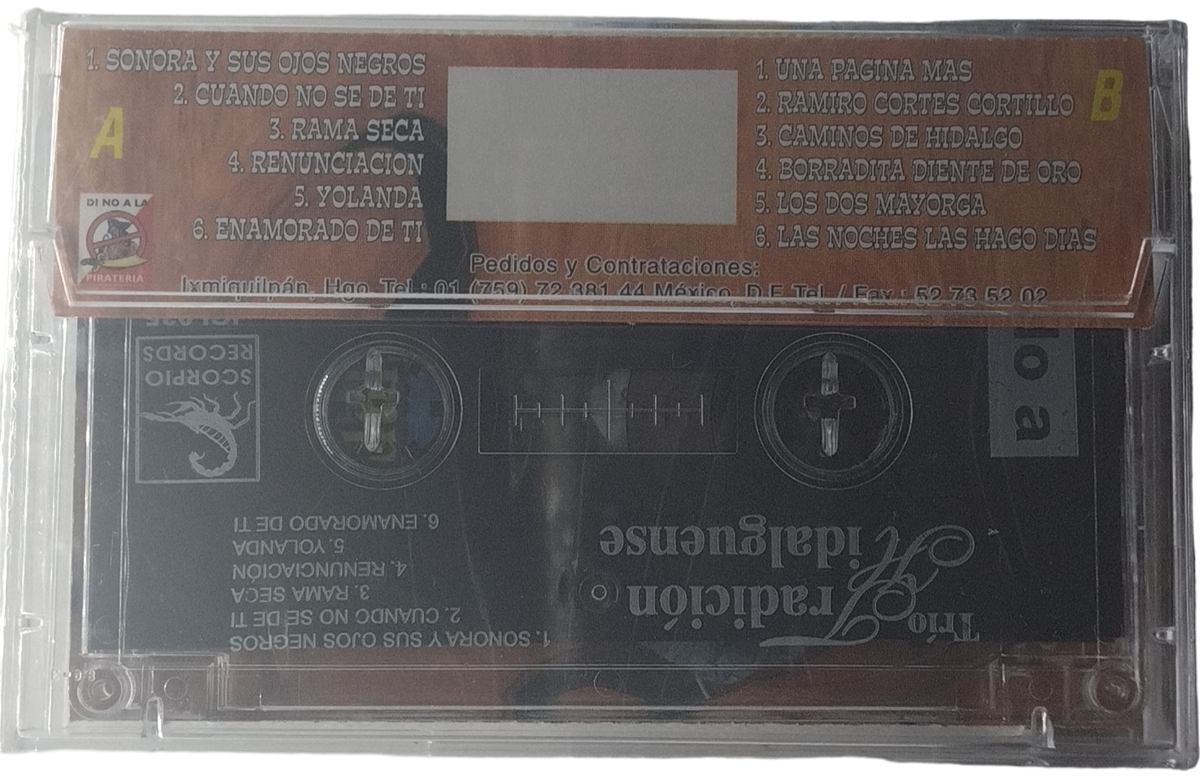 A
1. SONORA Y SUS OJOS NEGROS
2. CUANDO NO SE DE TI
3. RAMA SECA
4. RENUNCIACION
5. YOLANDA
6. ENAMORADO DE TI
B
1. UNA PAGINA MAS
2. RAMIRO CORTES CORTILLO
3. CAMINOS DE HIDALGO
4. BORRADITA DIENTE DE ORO
5. LOS DOS MAYORGA
6. LAS NOCHES LAS HAGO DIAS
DI NO A LA
PIRATERIA
Pedidos y Contrataciones:
Ixmiquilpán, Hgo. Tel.: 01 (759) 72 381 44 México, D.F. Tel. / Fax.: 52 73 52 02
Trío Tradición
Hidalguense
1. SONORA Y SUS OJOS NEGROS
2. CUANDO NO SE DE TI
3. RAMA SECA
4. RENUNCIACIÓN
5. YOLANDA
6. ENAMORADO DE TI
SCORPIO
RECORDS
lo a